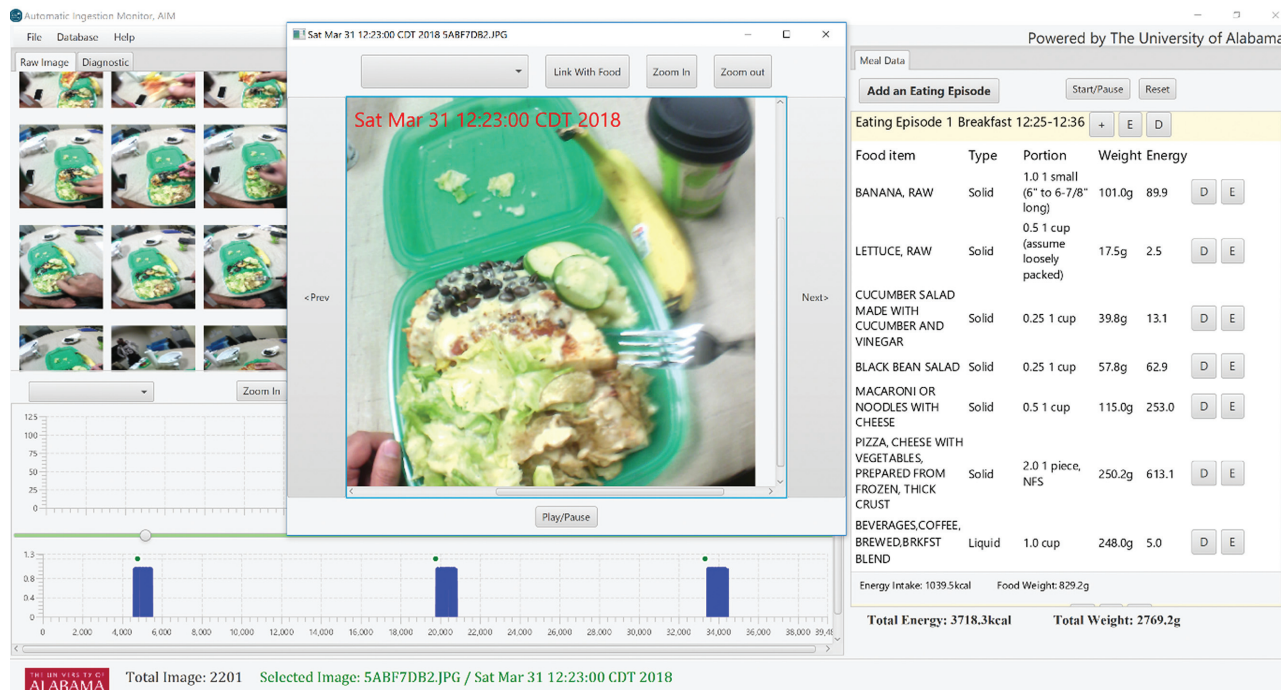 Automatic Ingestion Monitor, AIM
File Database Help
Powered by The University of Alabama
Raw Image Diagnostic
Zoom In
Sat Mar 31 12:23:00 CDT 2018 5ABF7DB2.JPG
Link With Food Zoom In Zoom out
Sat Mar 31 12:23:00 CDT 2018
<Prev
Next>
Play/Pause
125
100
75
50
25
0
1.3
0.8
0.4
0
0 2,000 4,000 6,000 8,000 10,000 12,000 14,000 16,000 18,000 20,000 22,000 24,000 26,000 28,000 30,000 32,000 34,000 36,000 38,000 39,4
Meal Data
Add an Eating Episode Start/Pause Reset
Eating Episode 1 Breakfast 12:25-12:36 + E D
Food item Type Portion Weight Energy
BANANA, RAW Solid 1.0 1 small
(6" to 6-7/8"
long) 101.0g 89.9 D E
LETTUCE, RAW Solid 0.5 1 cup
(assume
loosely
packed) 17.5g 2.5 D E
CUCUMBER SALAD
MADE WITH
CUCUMBER AND
VINEGAR Solid 0.25 1 cup 39.8g 13.1 D E
BLACK BEAN SALAD Solid 0.25 1 cup 57.8g 62.9 D E
MACARONI OR
NOODLES WITH
CHEESE Solid 0.5 1 cup 115.0g 253.0 D E
PIZZA, CHEESE WITH
VEGETABLES,
PREPARED FROM
FROZEN, THICK
CRUST Solid 2.0 1 piece,
NFS 250.2g 613.1 D E
BEVERAGES,COFFEE,
BREWED,BRKFST
BLEND Liquid 1.0 cup 248.0g 5.0 D E
Energy Intake: 1039.5kcal Food Weight: 829.2g
Total Energy: 3718.3kcal Total Weight: 2769.2g
THE UNIVERSITY OF
ALABAMA
Total Image: 2201 Selected Image: 5ABF7DB2.JPG / Sat Mar 31 12:23:00 CDT 2018